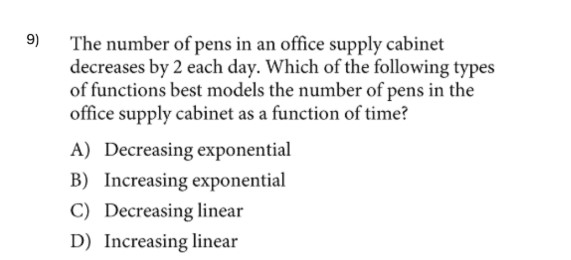 9) The number of pens in an office supply cabinet
decreases by 2 each day. Which of the following types
of functions best models the number of pens in the
office supply cabinet as a function of time?
A) Decreasing exponential
B) Increasing exponential
C) Decreasing linear
D) Increasing linear